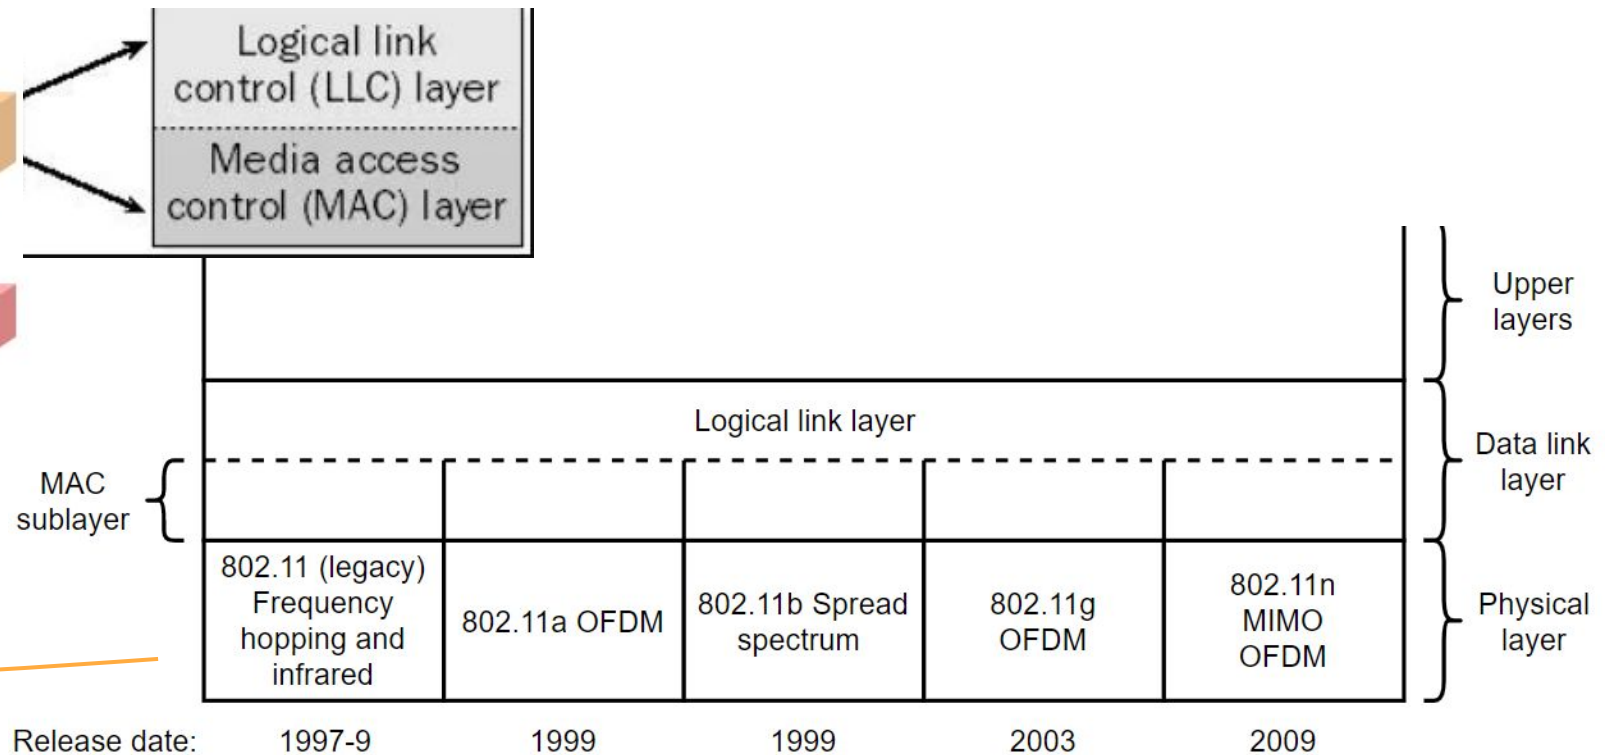 Logical link
control (LLC) layer
Media access
control (MAC) layer
Upper
layers
Logical link layer
Data link
layer
MAC
sublayer
802.11 (legacy)
Frequency
hopping and
infrared
802.11a OFDM
802.11b Spread
spectrum
802.11g
OFDM
802.11n
MIMO
OFDM
Physical
layer
Release date: 1997-9 1999 1999 2003 2009